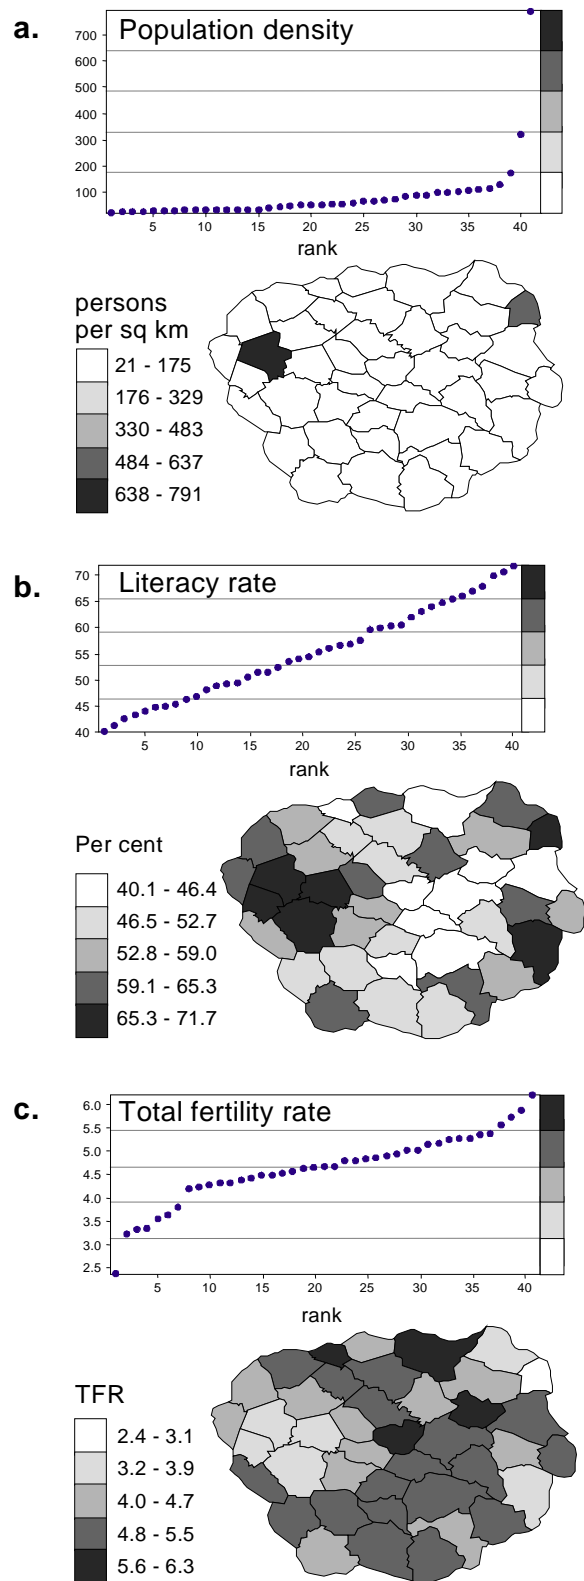 a.
Population density
700
600
500
400
300
200
100
5
10
15
20
25
30
35
40
rank
persons
per sq km
21 - 175
176 - 329
330 - 483
484 - 637
638 - 791
b.
Literacy rate
70
65
60
55
50
45
40
5
10
15
20
25
30
35
40
rank
Per cent
40.1 - 46.4
46.5 - 52.7
52.8 - 59.0
59.1 - 65.3
65.3 - 71.7
c.
Total fertility rate
6.0
5.5
5.0
4.5
4.0
3.5
3.0
2.5
5
10
15
20
25
30
35
40
rank
TFR
2.4 - 3.1
3.2 - 3.9
4.0 - 4.7
4.8 - 5.5
5.6 - 6.3